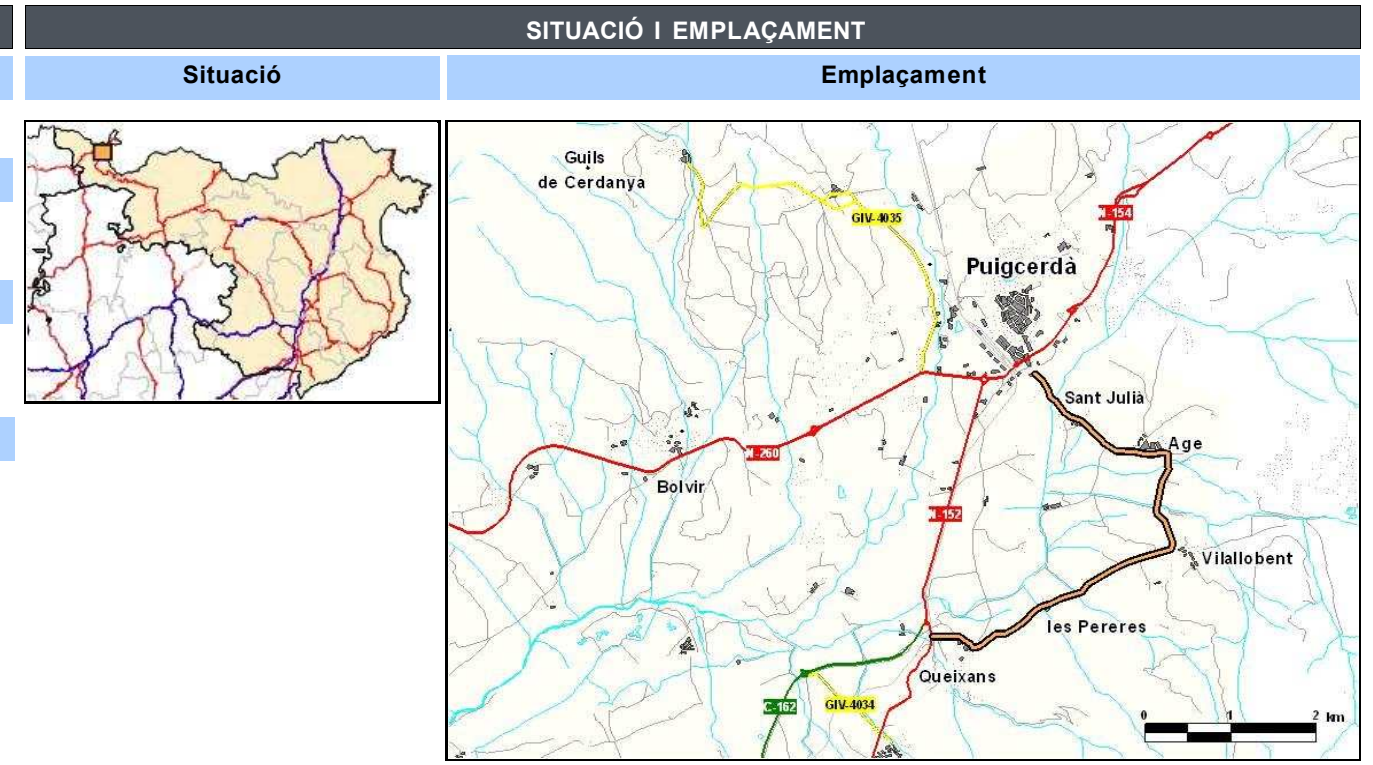 SITUACIÓ I EMPLAÇAMENT
Situació
Emplaçament
Guils
de Cerdanya
GIV-4035
N-154
Puigcerdà
Sant Julià
Age
N-260
Bolvir
N-152
Vilallobent
les Pereres
Queixans
C-162
GIV-4034
0 1 2 km